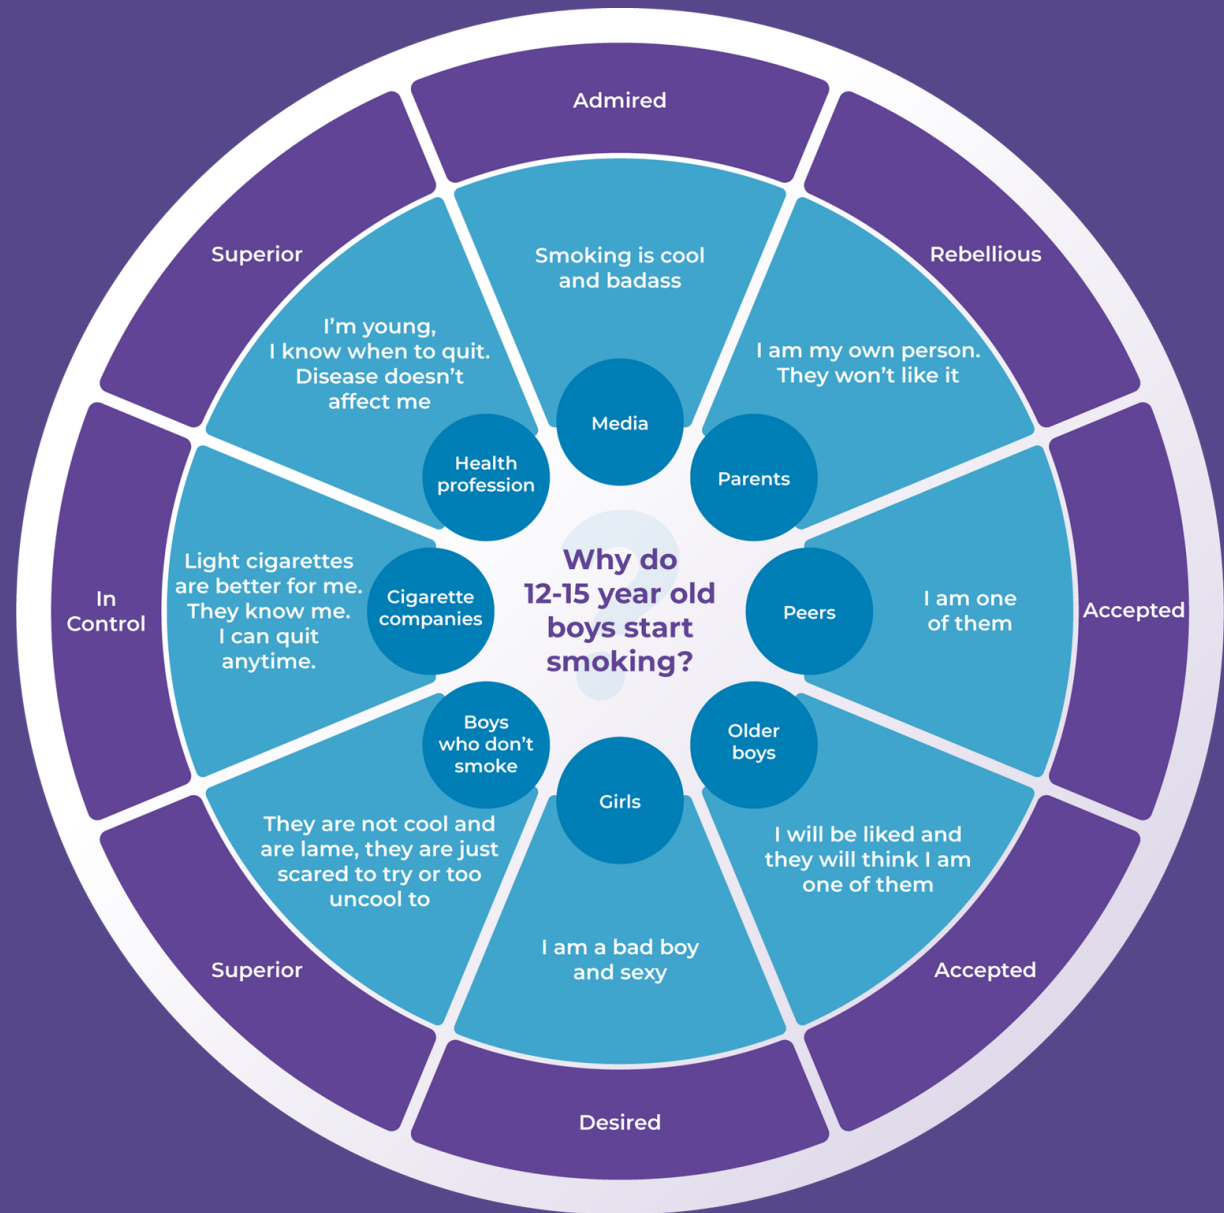 Admired
Smoking is cool
and badass
Media
Rebellious
I am my own person.
They won’t like it
Parents
Accepted
I am one
of them
Peers
Accepted
I will be liked and
they will think I am
one of them
Older
boys
Desired
I am a bad boy
and sexy
Girls
Superior
They are not cool and
are lame, they are just
scared to try or too
uncool to
Boys
who don’t
smoke
In
Control
Light cigarettes
are better for me.
They know me.
I can quit
anytime.
Cigarette
companies
Superior
I’m young,
I know when to quit.
Disease doesn’t
affect me
Health
profession
?
Why do
12-15 year old
boys start
smoking?